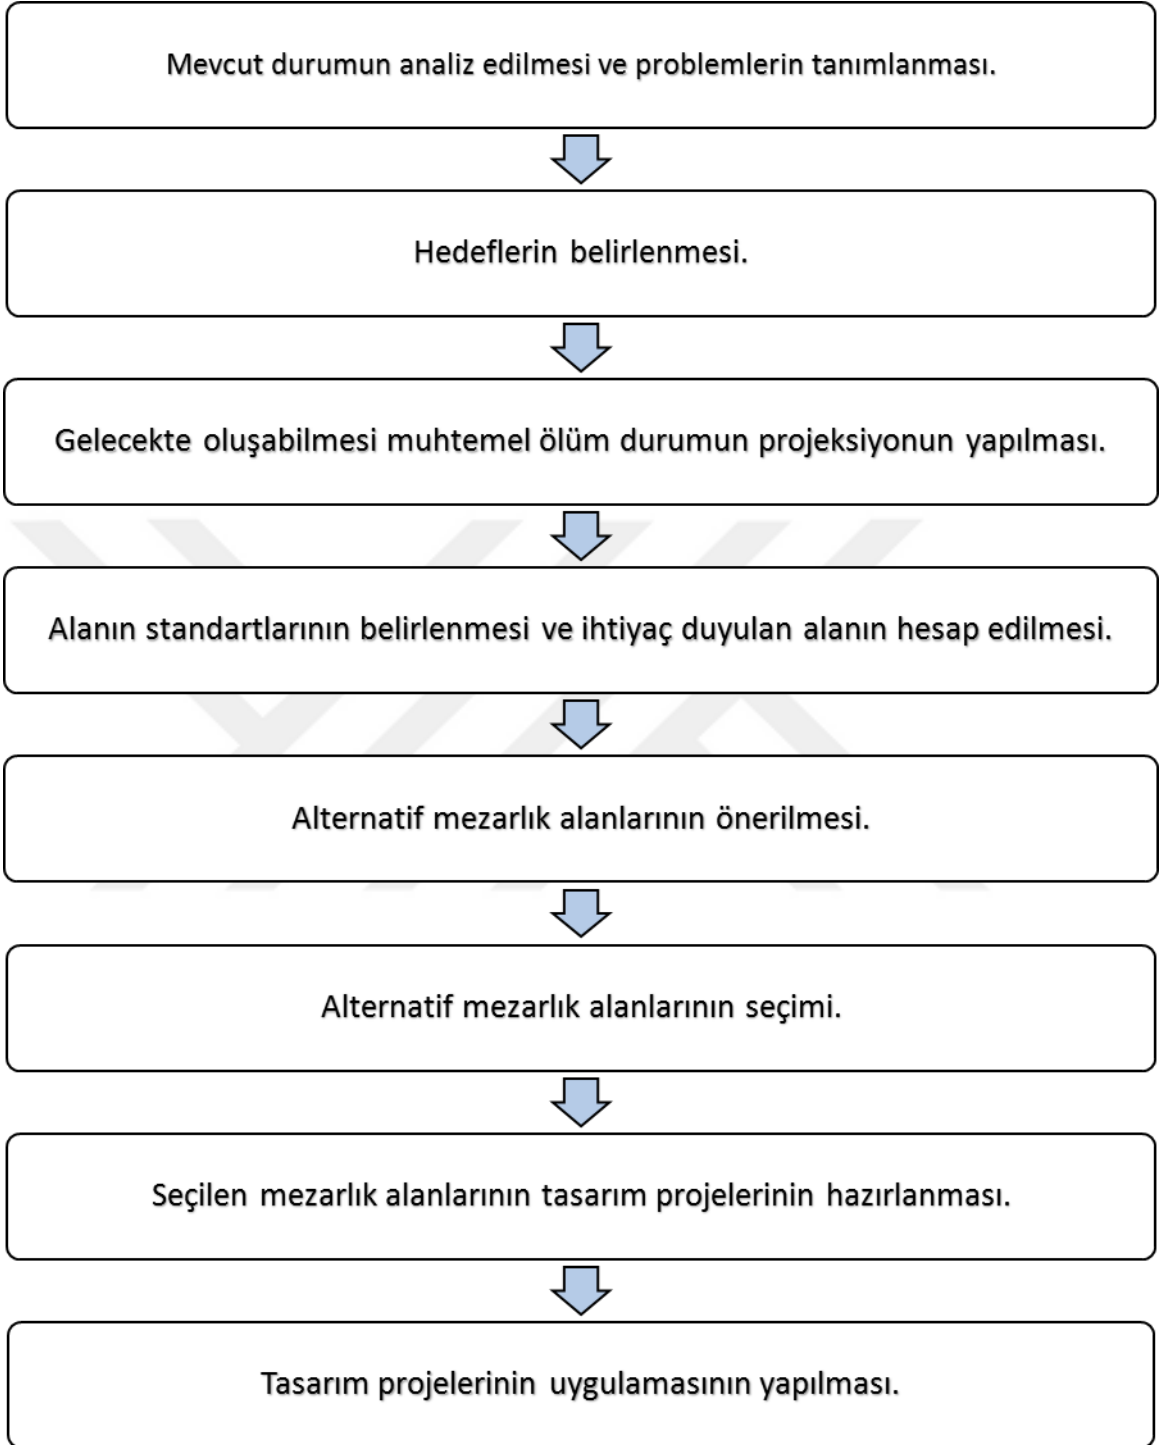 Mevcut durumun analiz edilmesi ve problemlerin tanımlanması.
Hedeflerin belirlenmesi.
Gelecekte oluşabilmesi muhtemel ölüm durumun projeksiyonun yapılması.
Alanın standartlarının belirlenmesi ve ihtiyaç duyulan alanın hesap edilmesi.
Alternatif mezarlık alanlarının önerilmesi.
Alternatif mezarlık alanlarının seçimi.
Seçilen mezarlık alanlarının tasarım projelerinin hazırlanması.
Tasarım projelerinin uygulamasının yapılması.